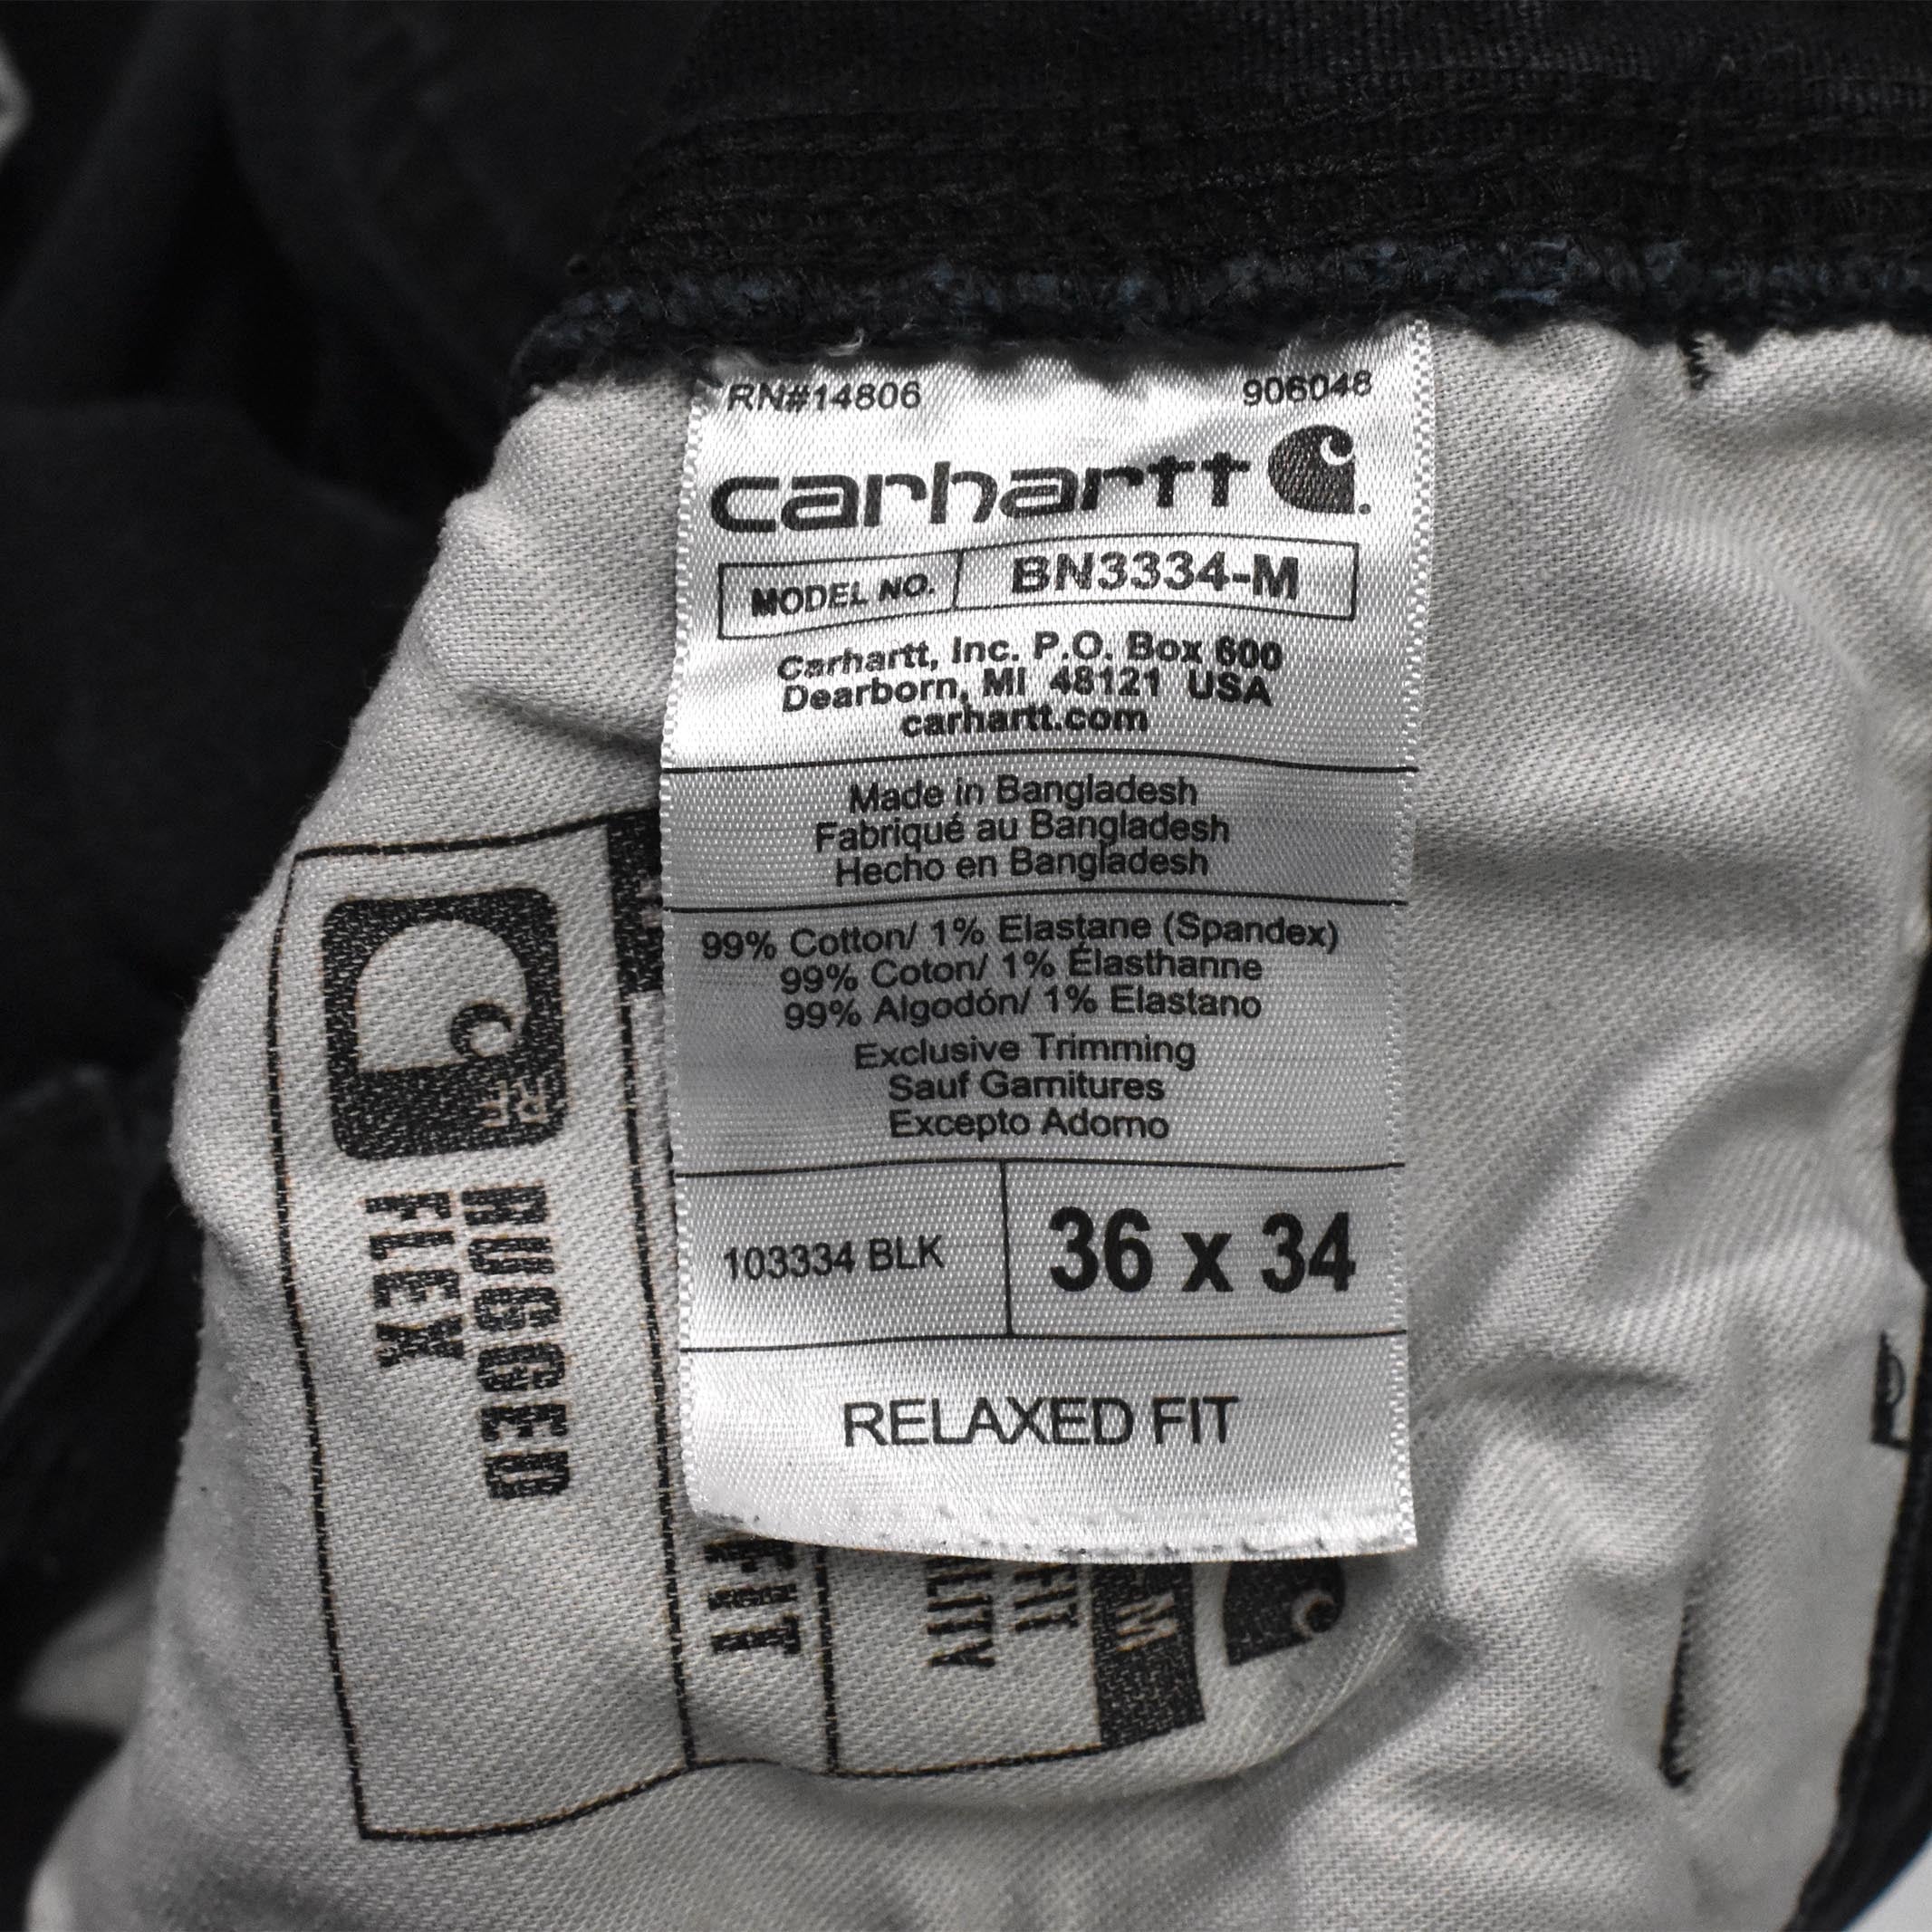 RN#14806 906048
carhartt
MODEL NO. BN3334-M
Carhartt, Inc. P.O. Box 600
Dearborn, MI 48121 USA
carhartt.com
Made in Bangladesh
Fabriqué au Bangladesh
Hecho en Bangladesh
99% Cotton/ 1% Elastane (Spandex)
99% Coton/ 1% Élasthanne
99% Algodón/ 1% Elastano
Exclusive Trimming
Sauf Garnitures
Excepto Adorno
103334 BLK 36 x 34
RELAXED FIT
RF
RUGGED
FLEX
FIT